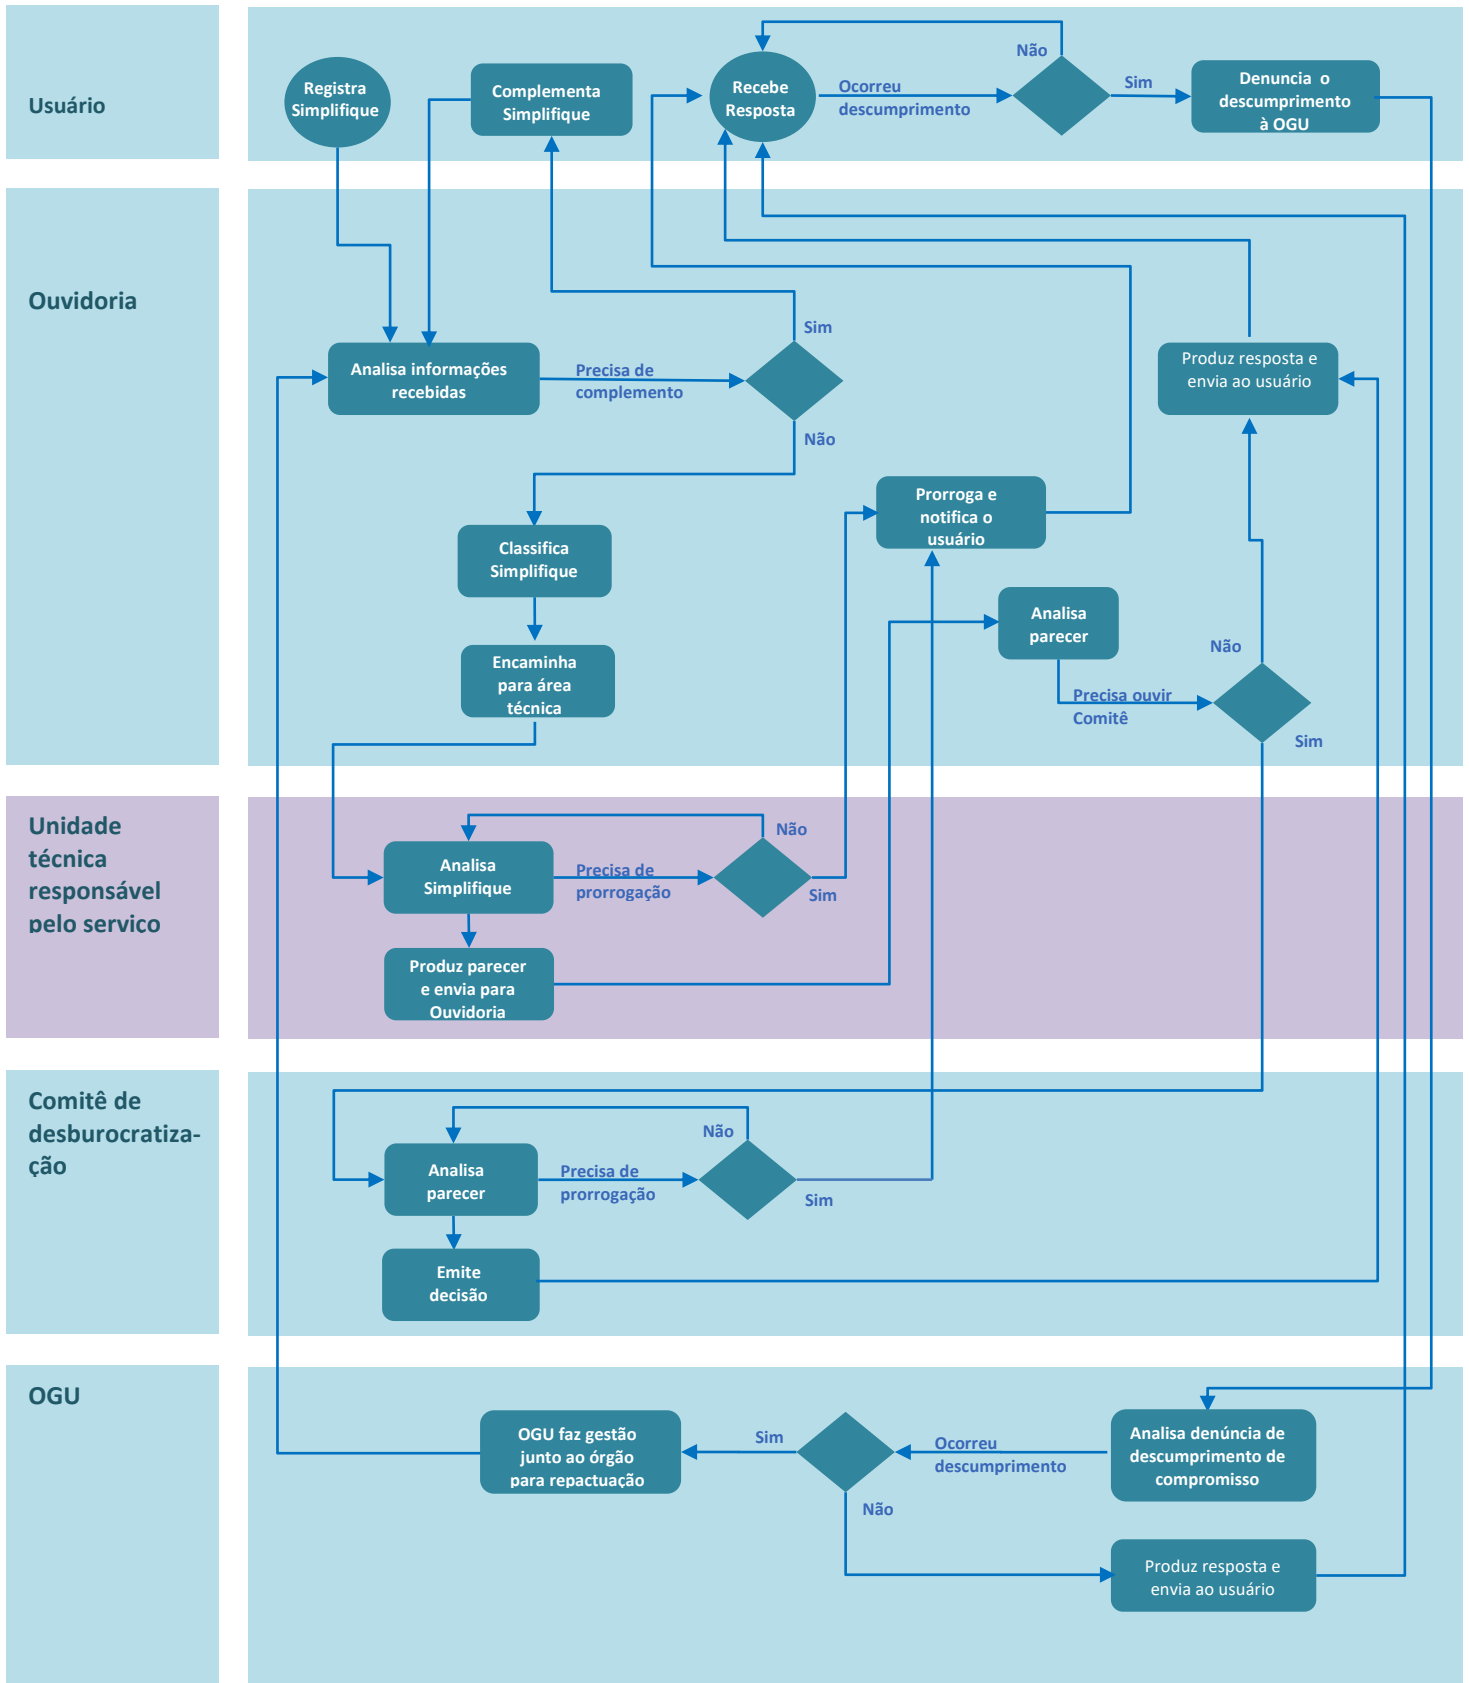 Usuário
Registra
Simplifique
Complementa
Simplifique
Recebe
Resposta
Ocorreu
descumprimento
Não
Sim
Denuncia o
descumprimento
à OGU
Ouvidoria
Analisa informações
recebidas
Precisa de
complemento
Sim
Não
Produz resposta e
envia ao usuário
Classifica
Simplifique
Prorroga e
notifica o
usuário
Encaminha
para área
técnica
Analisa
parecer
Precisa ouvir
Comitê
Não
Sim
Unidade
técnica
responsável
pelo serviço
Analisa
Simplifique
Precisa de
prorrogação
Não
Sim
Produz parecer
e envia para
Ouvidoria
Comitê de
desburocratiza-
ção
Analisa
parecer
Precisa de
prorrogação
Não
Sim
Emite
decisão
OGU
OGU faz gestão
junto ao órgão
para repactuação
Sim
Não
Ocorreu
descumprimento
Analisa denúncia de
descumprimento de
compromisso
Produz resposta e
envia ao usuário